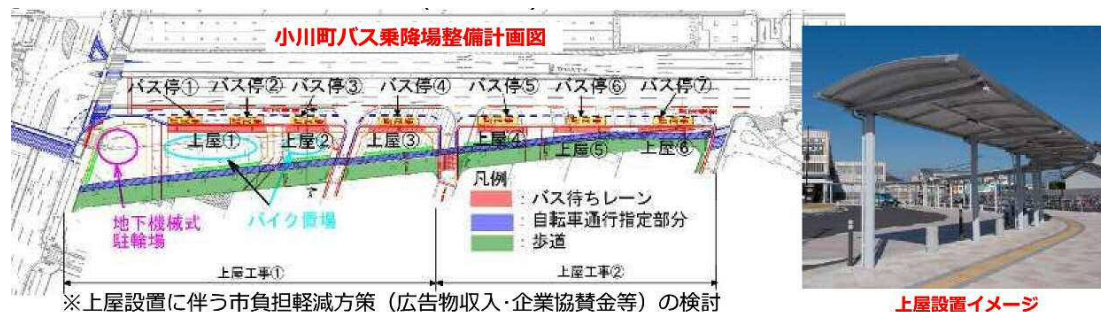 小川町バス乗降場整備計画図
バス停① バス停② バス停③ バス停④ バス停⑤ バス停⑥ バス停⑦
上屋① 上屋② 上屋③ 上屋④ 上屋⑤ 上屋⑥
凡例
：バス待ちレーン
：自転車通行指定部分
：歩道
地下機械式
駐輪場
バイク置場
上屋工事① 上屋工事②
※上屋設置に伴う市負担軽減方策（広告物収入･企業協賛金等）の検討
上屋設置イメージ